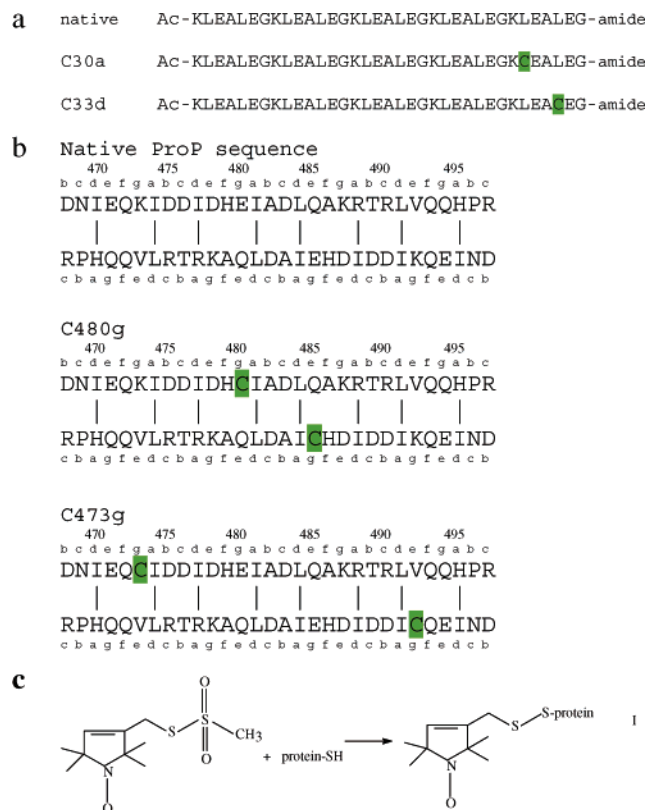 a
native Ac-KLEALEGKLEALEGKLEALEGKLEALEGKLEALEG-amide
C30a Ac-KLEALEGKLEALEGKLEALEGKLEALEGKCEALEG-amide
C33d Ac-KLEALEGKLEALEGKLEALEGKLEALEGKLEACEG-amide
b
Native ProP sequence
470 475 480 485 490 495
b c d e f g a b c d e f g a b c d e f g a b c d e f g a b c
DNIEQKIDDIDHEIADLQAKRTRLVQQHPR
RPHQQVLRTRKAQLDAIEHDIDDIKQEIND
c b a g f e d c b a g f e d c b a g f e d c b a g f e d c b
C480g
470 475 480 485 490 495
b c d e f g a b c d e f g a b c d e f g a b c d e f g a b c
DNIEQKIDDIDHCIADLQAKRTRLVQQHPR
RPHQQVLRTRKAQLDAICHDIDDIKQEIND
c b a g f e d c b a g f e d c b a g f e d c b a g f e d c b
C473g
470 475 480 485 490 495
b c d e f g a b c d e f g a b c d e f g a b c d e f g a b c
DNIEQCIDDIDHEIADLQAKRTRLVQQHPR
RPHQQVLRTRKAQLDAIEHDIDDICQEIND
c b a g f e d c b a g f e d c b a g f e d c b a g f e d c b
c
O
S S CH3
O
N
O
+ protein-SH
S S-protein
N
O
I